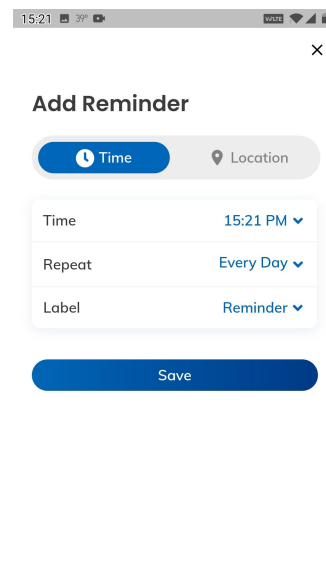 15:21 39° VoLTE
Add Reminder
Time Location
Time 15:21 PM
Repeat Every Day
Label Reminder
Save